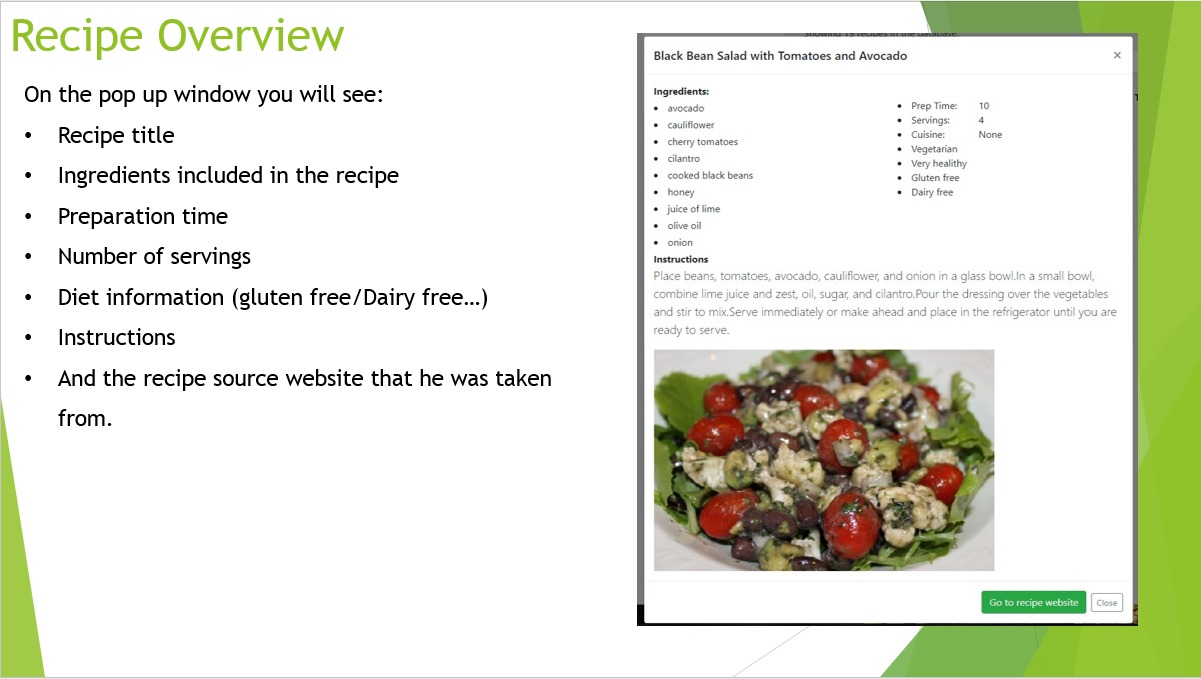 Recipe Overview
On the pop up window you will see:
• Recipe title
• Ingredients included in the recipe
• Preparation time
• Number of servings
• Diet information (gluten free/Dairy free…)
• Instructions
• And the recipe source website that he was taken
from.
Showing 19 recipes in the database.
Black Bean Salad with Tomatoes and Avocado ×
Ingredients:
• avocado
• cauliflower
• cherry tomatoes
• cilantro
• cooked black beans
• honey
• juice of lime
• olive oil
• onion
• Prep Time: 10
• Servings: 4
• Cuisine: None
• Vegetarian
• Very healthy
• Gluten free
• Dairy free
Instructions
Place beans, tomatoes, avocado, cauliflower, and onion in a glass bowl.In a small bowl,
combine lime juice and zest, oil, sugar, and cilantro.Pour the dressing over the vegetables
and stir to mix.Serve immediately or make ahead and place in the refrigerator until you are
ready to serve.
Go to recipe website Close